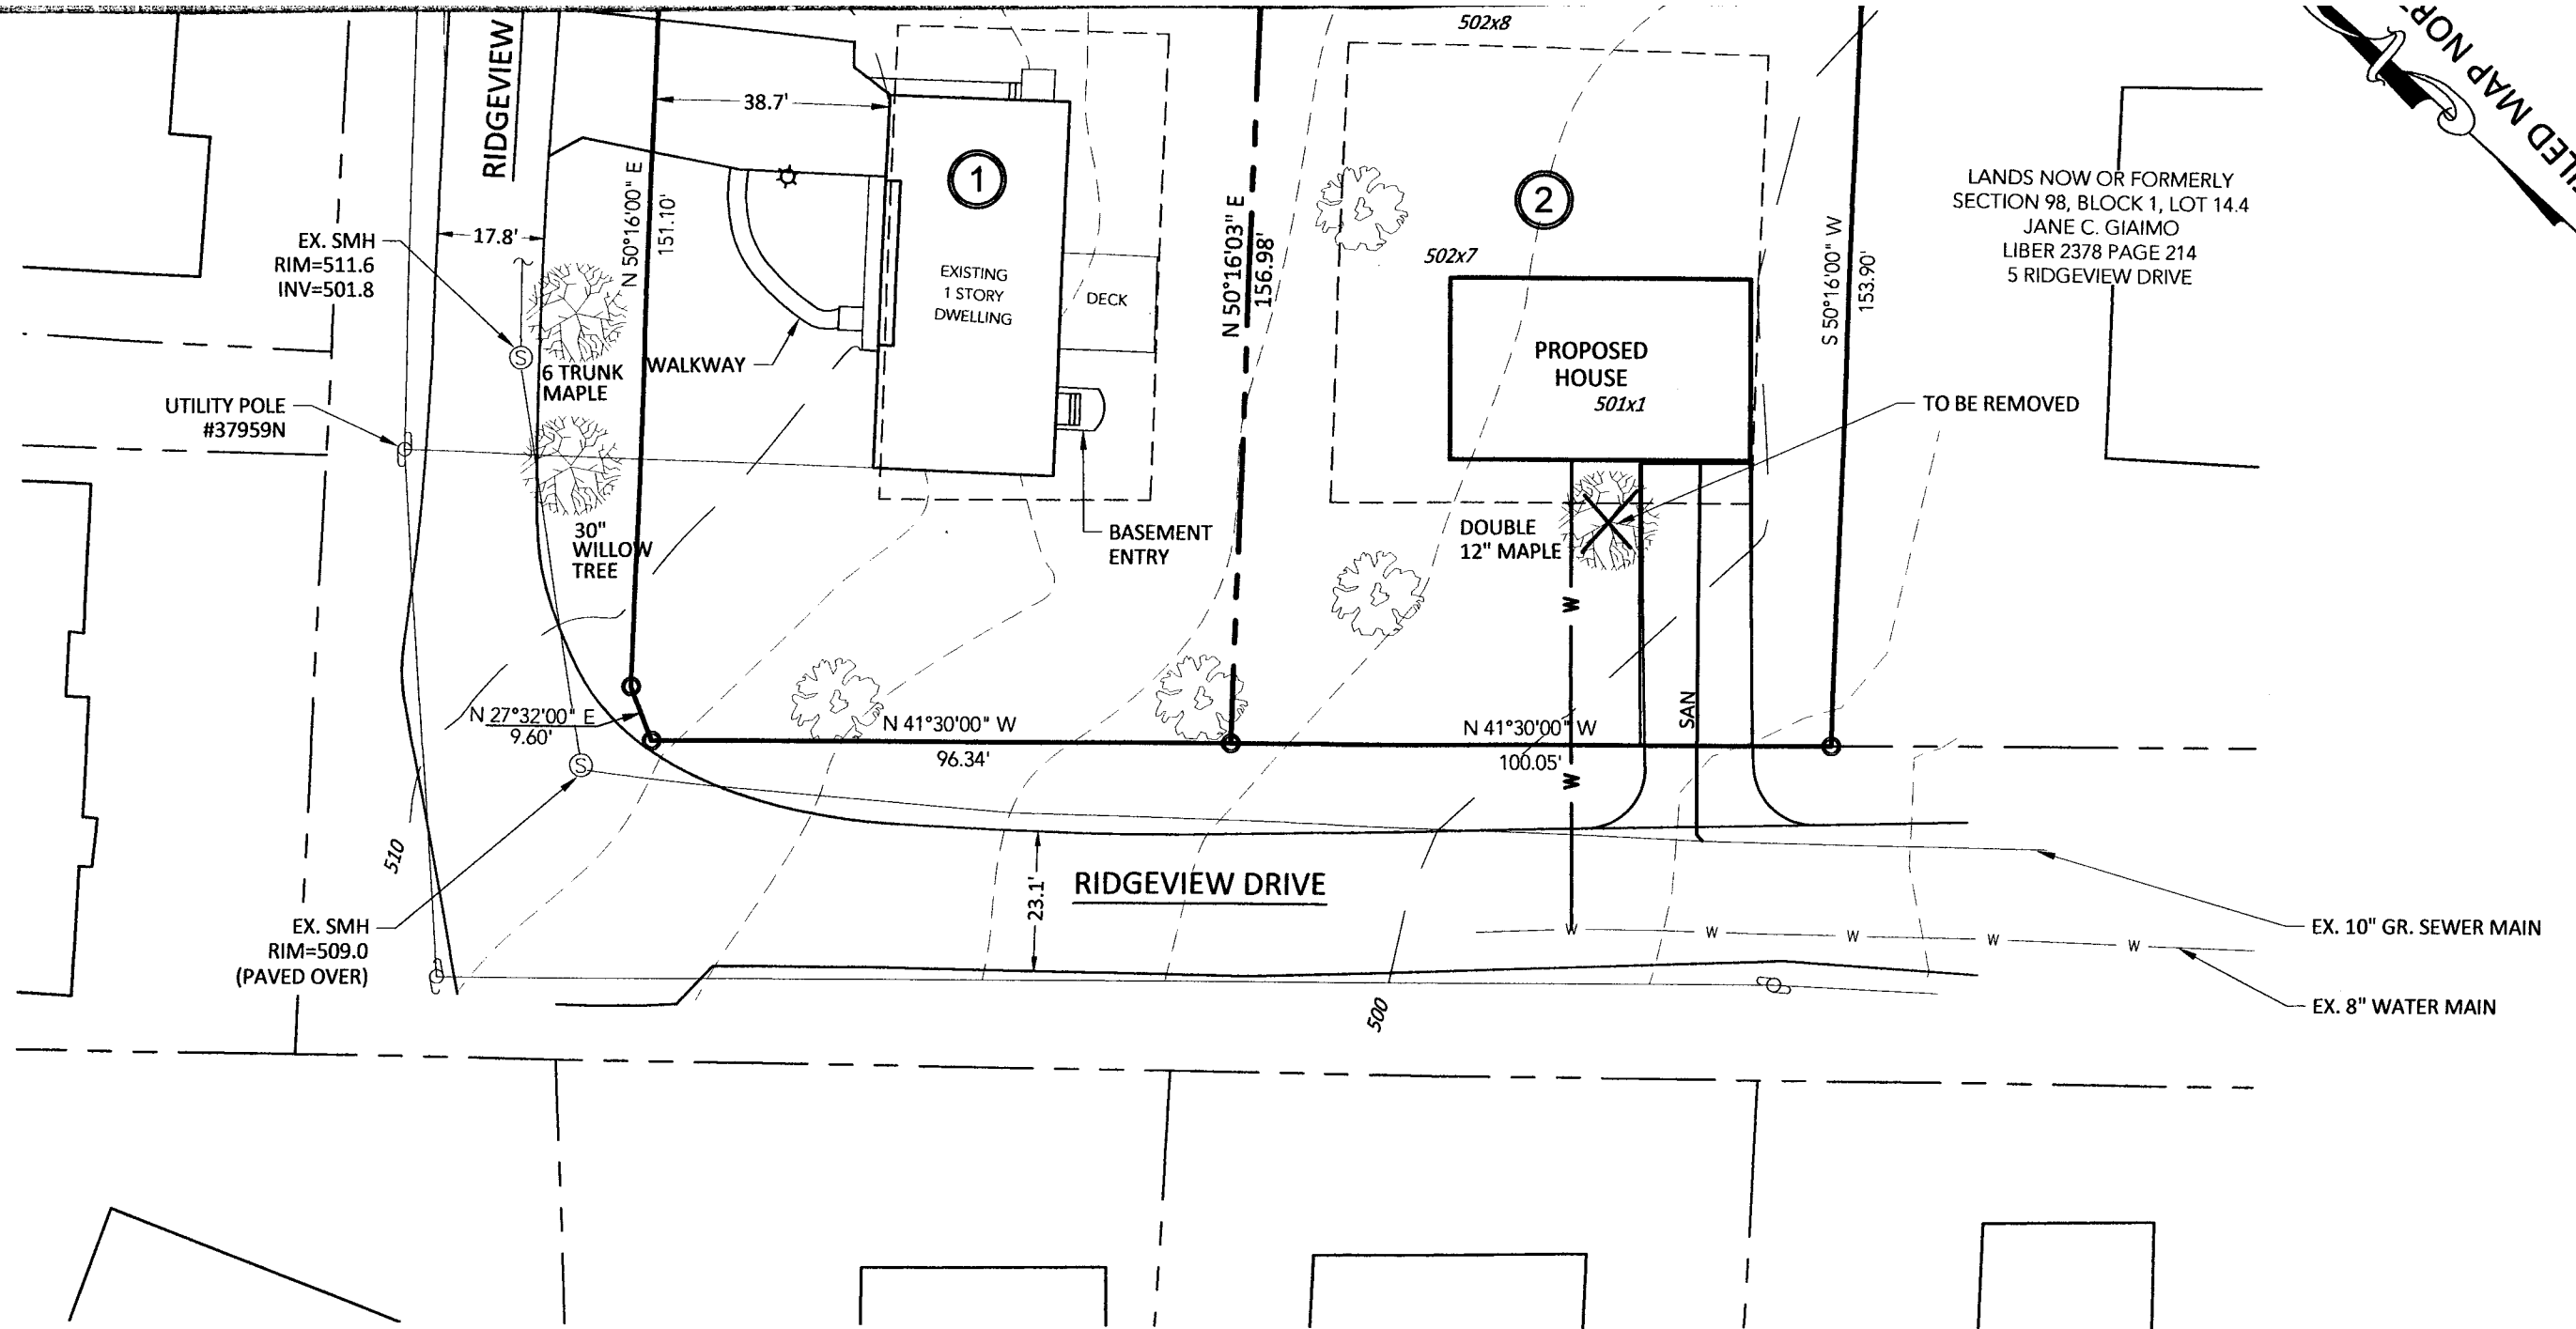 502x8
FILED MAP NORT
RIDGEVIEW
38.7'
1
2
N 50°16'00" E
151.10'
17.8'
EX. SMH
RIM=511.6
INV=501.8
EXISTING
1 STORY
DWELLING
DECK
N 50°16'03" E
156.98'
502x7
S 50°16'00" W
153.90'
LANDS NOW OR FORMERLY
SECTION 98, BLOCK 1, LOT 14.4
JANE C. GIAIMO
LIBER 2378 PAGE 214
5 RIDGEVIEW DRIVE
S
6 TRUNK
MAPLE
WALKWAY
PROPOSED
HOUSE
501x1
UTILITY POLE
#37959N
TO BE REMOVED
30"
WILLOW
TREE
BASEMENT
ENTRY
DOUBLE
12" MAPLE
W
SAN
N 27°32'00" E
9.60'
N 41°30'00" W
96.34'
N 41°30'00" W
100.05'
S
W
510
23.1'
RIDGEVIEW DRIVE
EX. SMH
RIM=509.0
(PAVED OVER)
W W W W W
EX. 10" GR. SEWER MAIN
500
EX. 8" WATER MAIN